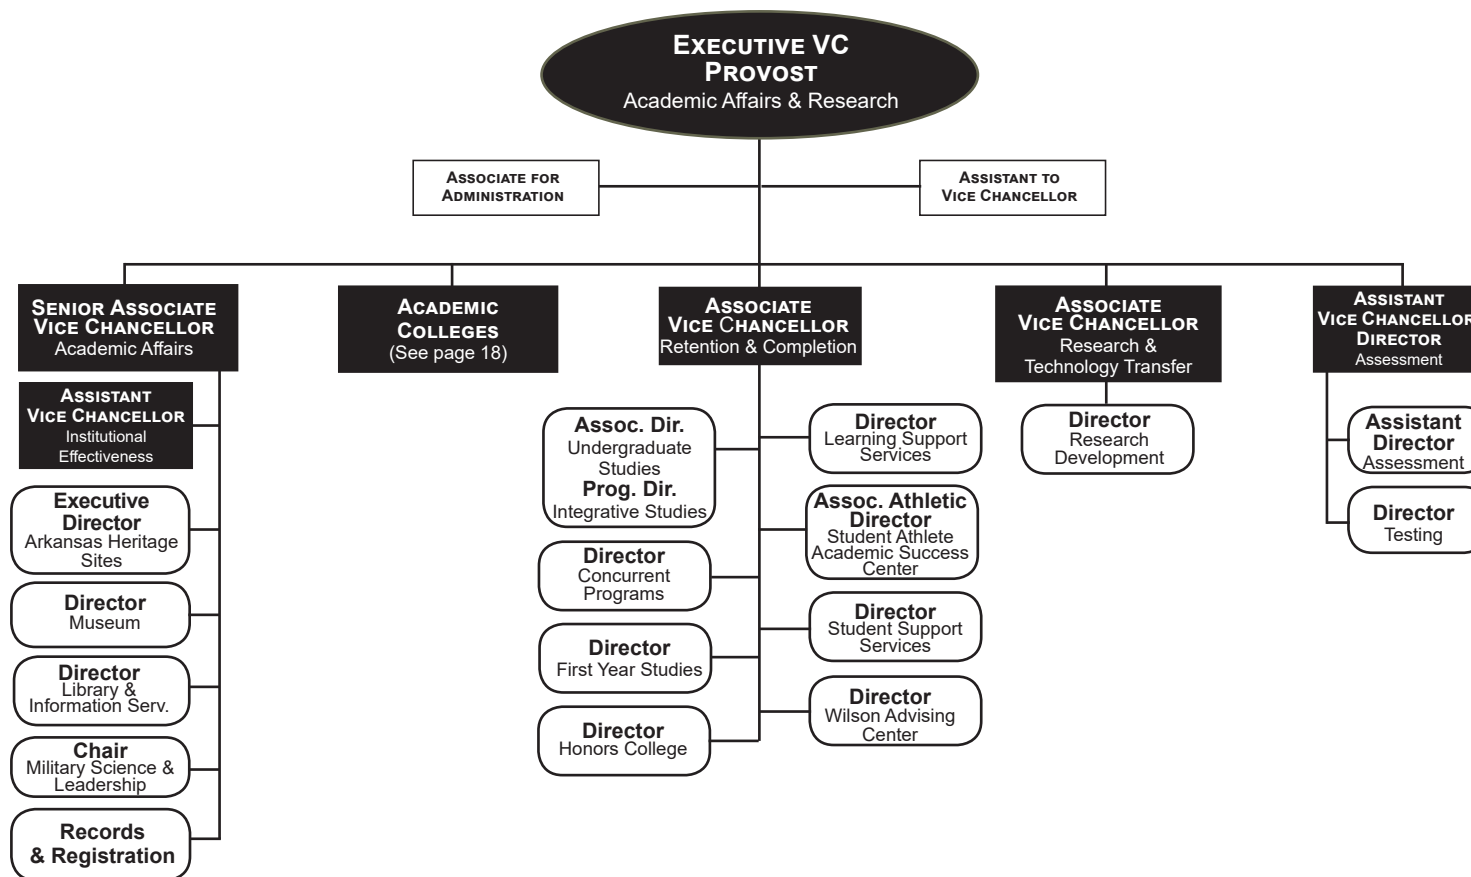 EXECUTIVE VC
PROVOST
Academic Affairs & Research
ASSOCIATE FOR
ADMINISTRATION
ASSISTANT TO
VICE CHANCELLOR
SENIOR ASSOCIATE
VICE CHANCELLOR
Academic Affairs
ASSISTANT
VICE CHANCELLOR
Institutional
Effectiveness
Executive
Director
Arkansas Heritage
Sites
Director
Museum
Director
Library &
Information Serv.
Chair
Military Science &
Leadership
Records
& Registration
ACADEMIC
COLLEGES
(See page 18)
ASSOCIATE
VICE CHANCELLOR
Retention & Completion
Assoc. Dir.
Undergraduate
Studies
Prog. Dir.
Integrative Studies
Director
Concurrent
Programs
Director
First Year Studies
Director
Honors College
Director
Learning Support
Services
Assoc. Athletic
Director
Student Athlete
Academic Success
Center
Director
Student Support
Services
Director
Wilson Advising
Center
ASSOCIATE
VICE CHANCELLOR
Research &
Technology Transfer
Director
Research
Development
ASSISTANT
VICE CHANCELLOR
DIRECTOR
Assessment
Assistant
Director
Assessment
Director
Testing